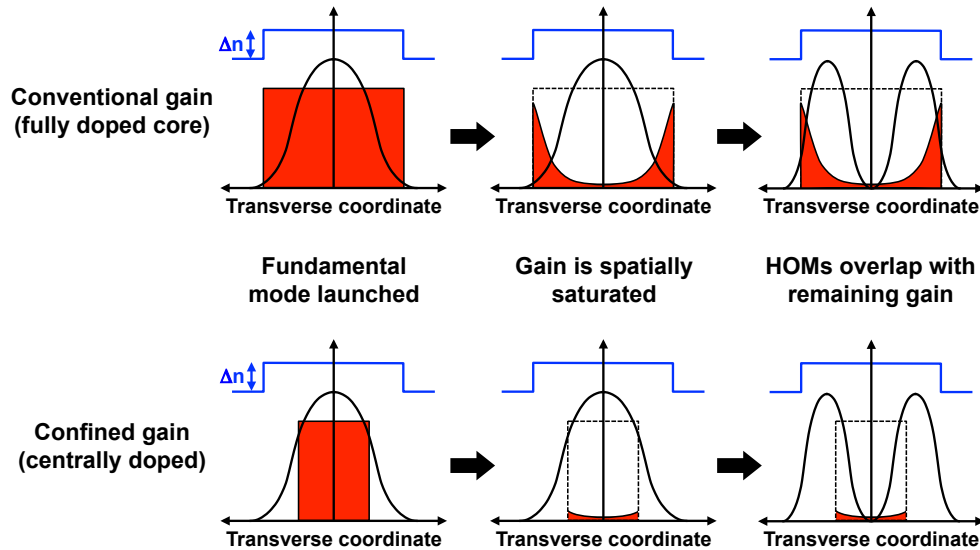 Δn
Conventional gain
(fully doped core)
Transverse coordinate
Transverse coordinate
Transverse coordinate
Fundamental
mode launched
Gain is spatially
saturated
HOMs overlap with
remaining gain
Δn
Confined gain
(centrally doped)
Transverse coordinate
Transverse coordinate
Transverse coordinate